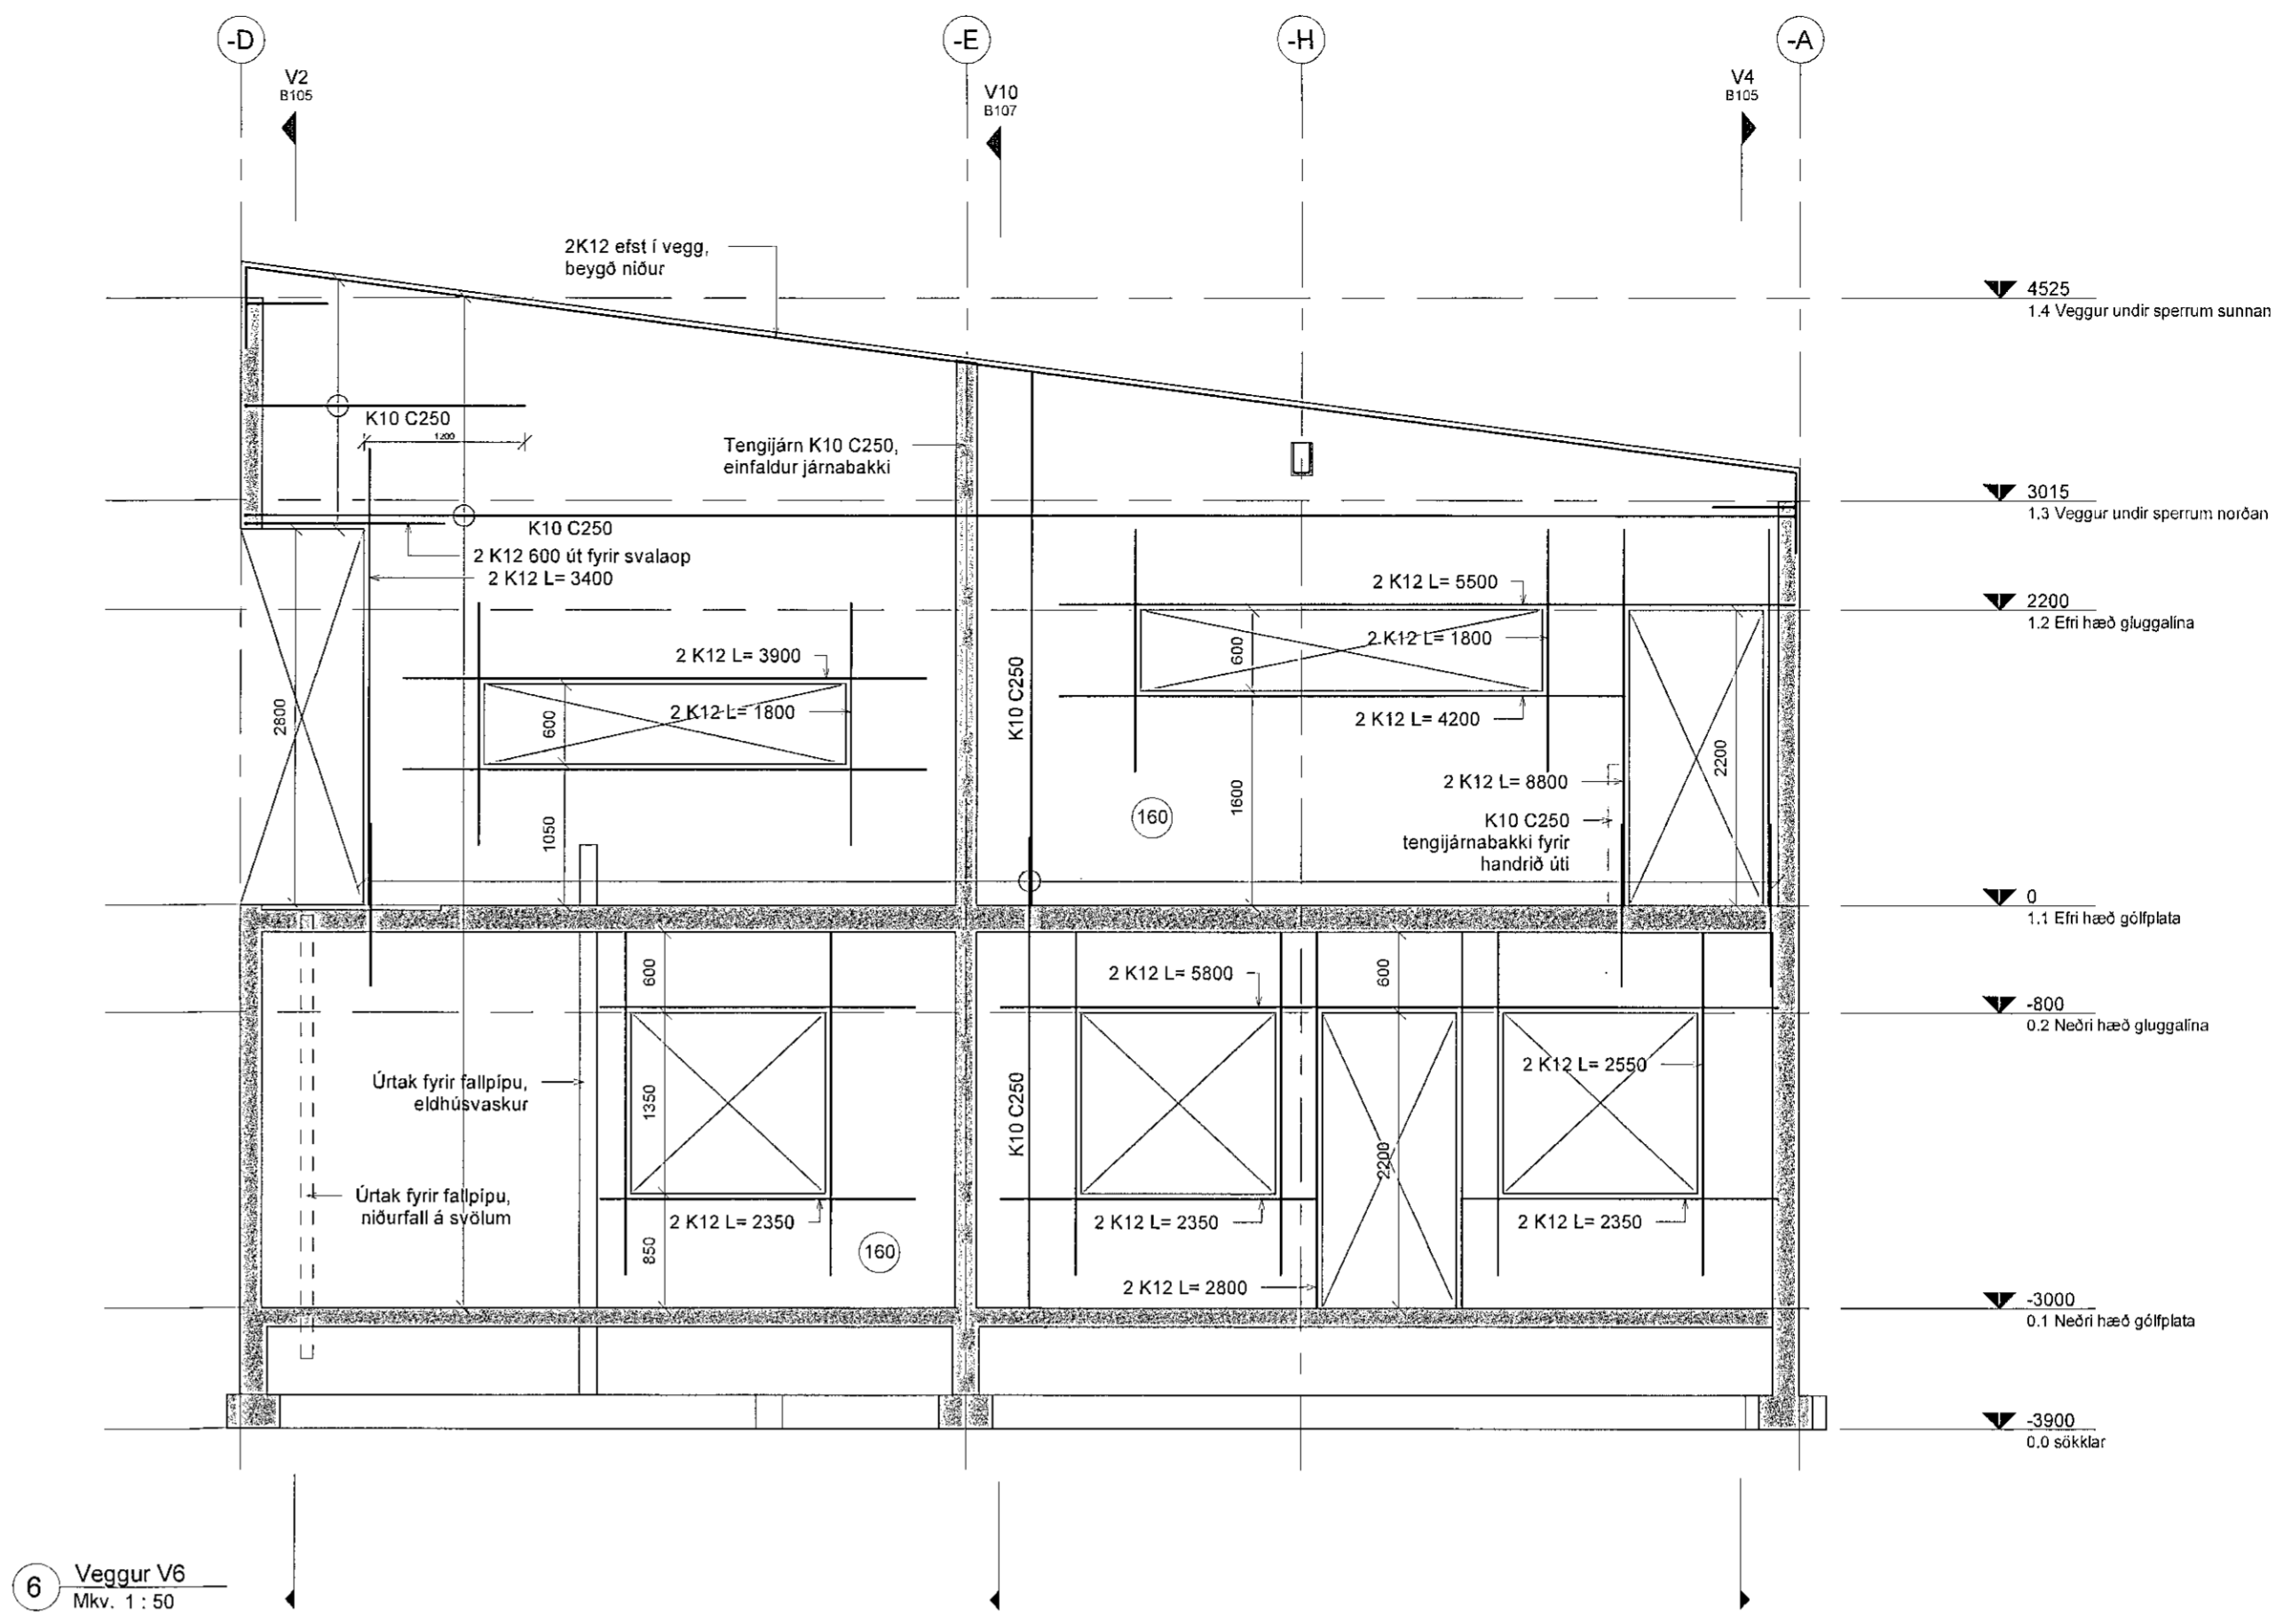 -D
-E
-H
-A
V2
B105
V10
B107
V4
B105
2K12 efst í vegg,
beygð niður
4525
1.4 Veggur undir sperrum sunnan
K10 C250
1200
Tengijárn K10 C250,
einfaldur járnabakki
3015
1.3 Veggur undir sperrum norðan
K10 C250
2 K12 600 út fyrir svalaop
2 K12 L= 3400
2 K12 L= 5500
2200
1.2 Efri hæð gluggalína
2 K12 L= 3900
600
2 K12 L= 1800
2800
600
2 K12 L= 1800
K10 C250
2 K12 L= 4200
2200
2 K12 L= 8800
1050
1600
160
K10 C250
tengijárnabakki fyrir
handrið úti
0
1.1 Efri hæð gólfplata
600
2 K12 L= 5800
600
-800
0.2 Neðri hæð gluggalína
Úrtak fyrir fallpípu,
eldhúsvaskur
1350
K10 C250
2 K12 L= 2550
2200
Úrtak fyrir fallpípu,
niðurfall á svölum
2 K12 L= 2350
2 K12 L= 2350
2 K12 L= 2350
850
160
2 K12 L= 2800
-3000
0.1 Neðri hæð gólfplata
-3900
0.0 sökklar
6
Veggur V6
Mkv. 1 : 50